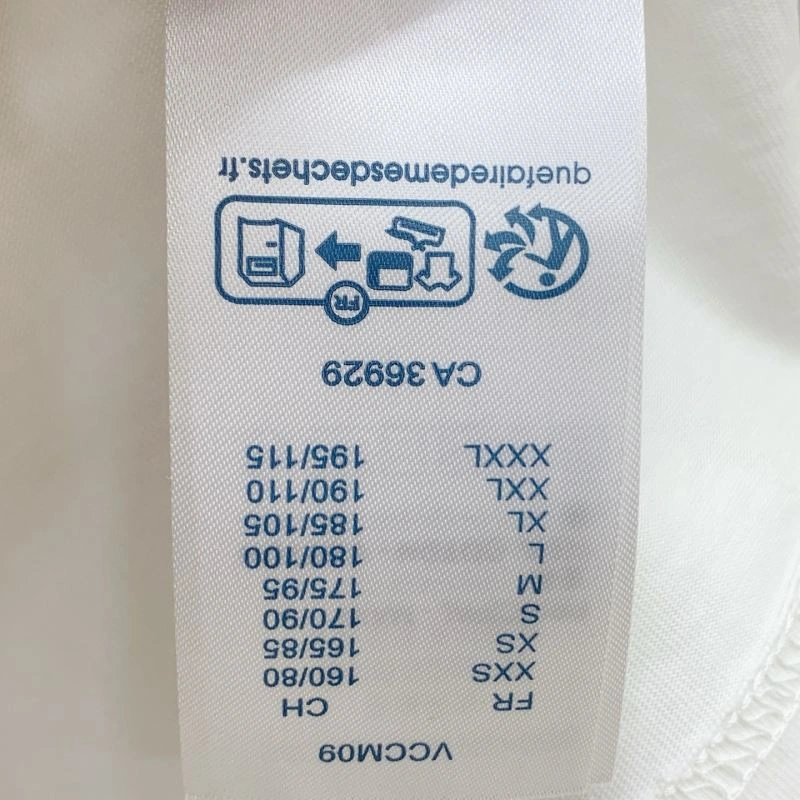 VCCM09
FR CH
XXS 160/80
XS 165/85
S 170/90
M 175/95
L 180/100
XL 185/105
XXL 190/110
XXXL 195/115
CA 36929
FR
quefairedemesdechets.fr